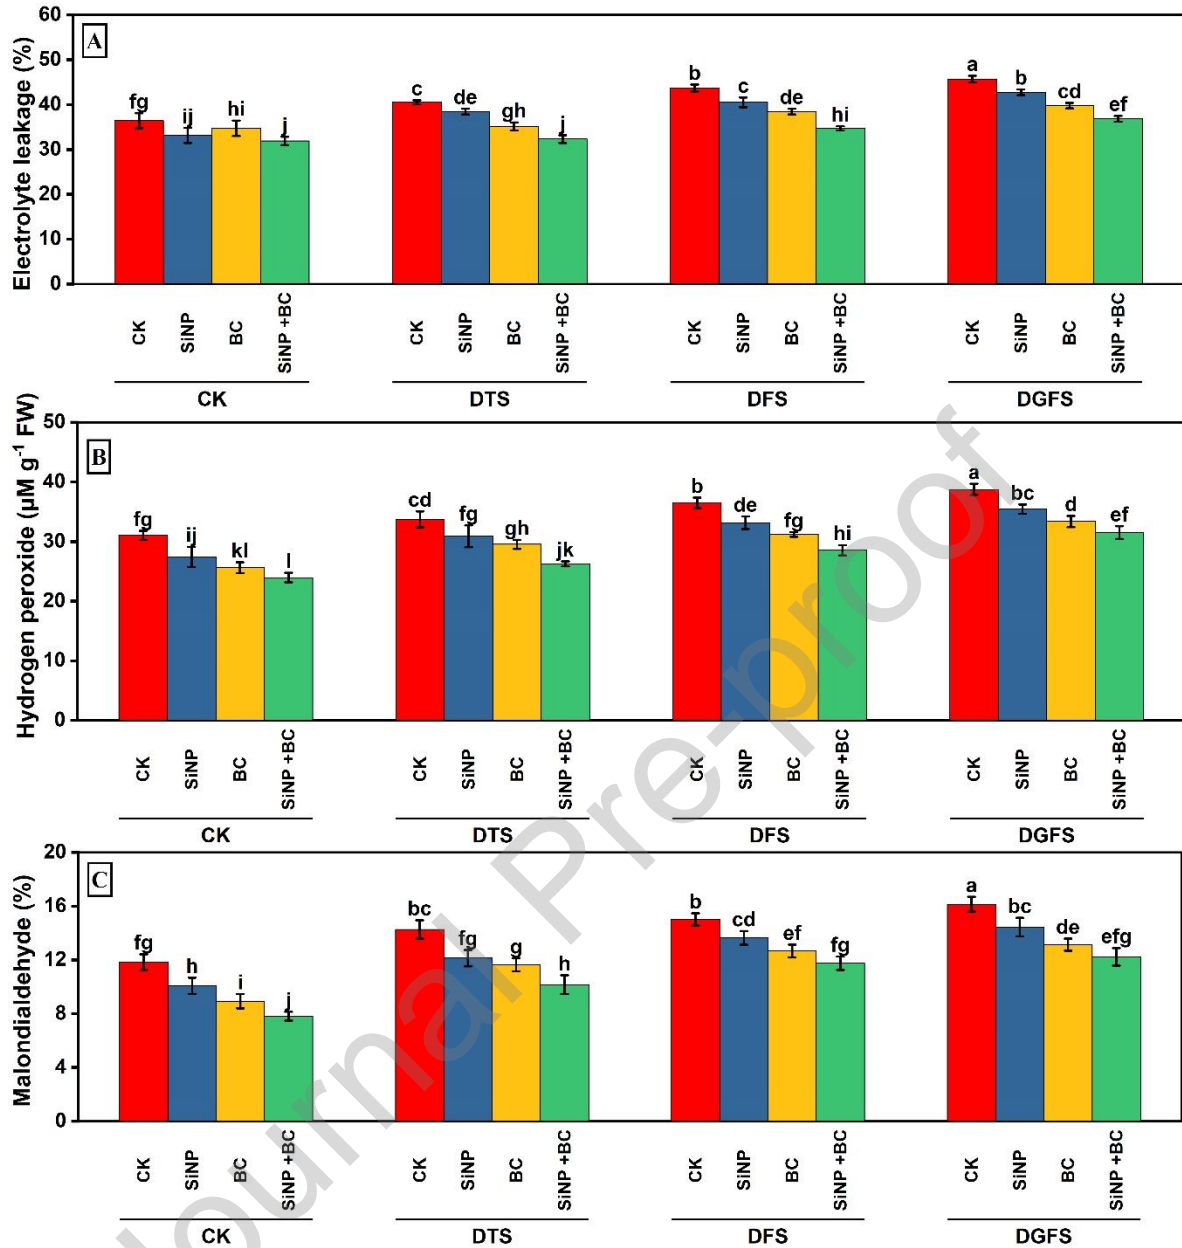 A
Electrolyte leakage (%)
60
50
40
30
20
10
0
fg ij hi j c de gh j b c de hi a b cd ef
CK SiNP BC SiNP +BC CK SiNP BC SiNP +BC CK SiNP BC SiNP +BC CK SiNP BC SiNP +BC
CK DTS DFS DGFS
B
Hydrogen peroxide (µM g⁻¹ FW)
50
40
30
20
10
0
fg ij kl l cd fg gh jk b de fg hi a bc d ef
CK SiNP BC SiNP +BC CK SiNP BC SiNP +BC CK SiNP BC SiNP +BC CK SiNP BC SiNP +BC
CK DTS DFS DGFS
C
Malondialdehyde (%)
20
16
12
8
4
0
fg h i j bc fg g h b cd ef fg a bc de efg
CK SiNP BC SiNP +BC CK SiNP BC SiNP +BC CK SiNP BC SiNP +BC CK SiNP BC SiNP +BC
CK DTS DFS DGFS
Journal Pre-proof